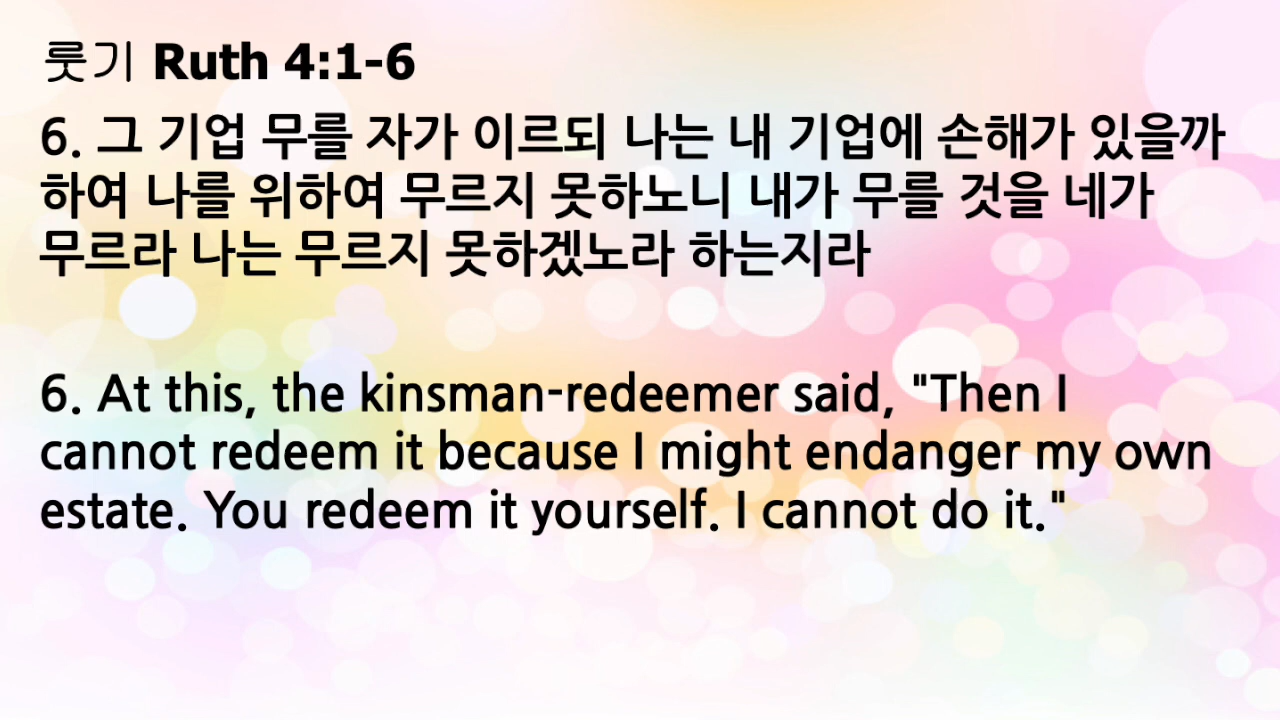 룻기 Ruth 4:1-6
6. 그 기업 무를 자가 이르되 나는 내 기업에 손해가 있을까
하여 나를 위하여 무르지 못하노니 내가 무를 것을 네가
무르라 나는 무르지 못하겠노라 하는지라
6. At this, the kinsman-redeemer said, "Then I
cannot redeem it because I might endanger my own
estate. You redeem it yourself. I cannot do it."